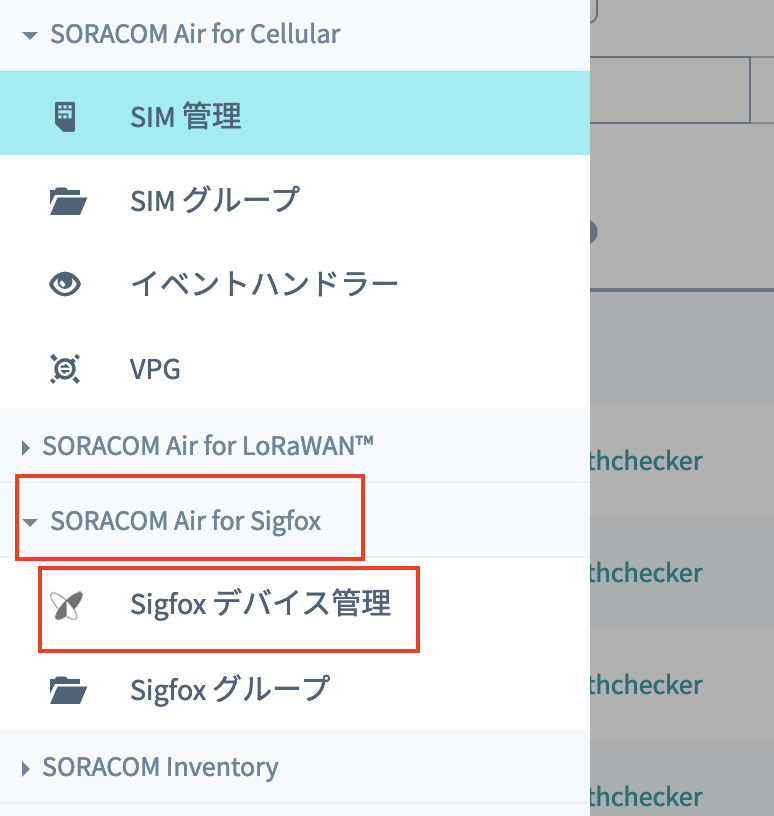 SORACOM Air for Cellular
SIM 管理
SIM グループ
イベントハンドラー
VPG
SORACOM Air for LoRaWAN™
thchecker
SORACOM Air for Sigfox
thchecker
Sigfox デバイス管理
Sigfox グループ
thchecker
SORACOM Inventory
thchecker